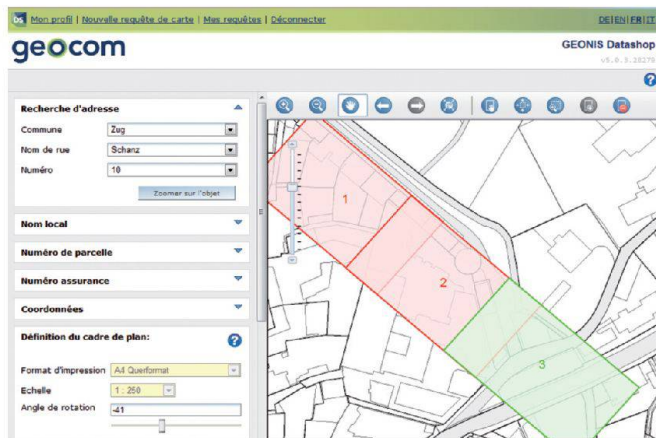 DS Mon profil | Nouvelle requête de carte | Mes requêtes | Déconnecter DE|EN|FR|IT
geocom GEONIS Datashop
?
Recherche d'adresse
Commune Zug
Nom de rue Schanz
Numéro 10
Zoomer sur l'objet
Nom local
Numéro de parcelle
Numéro assurance
Coordonnées
Définition du cadre de plan: ?
Format d'impression A4 Querformat
Echelle 1 : 250
Angle de rotation -41
1
2
3